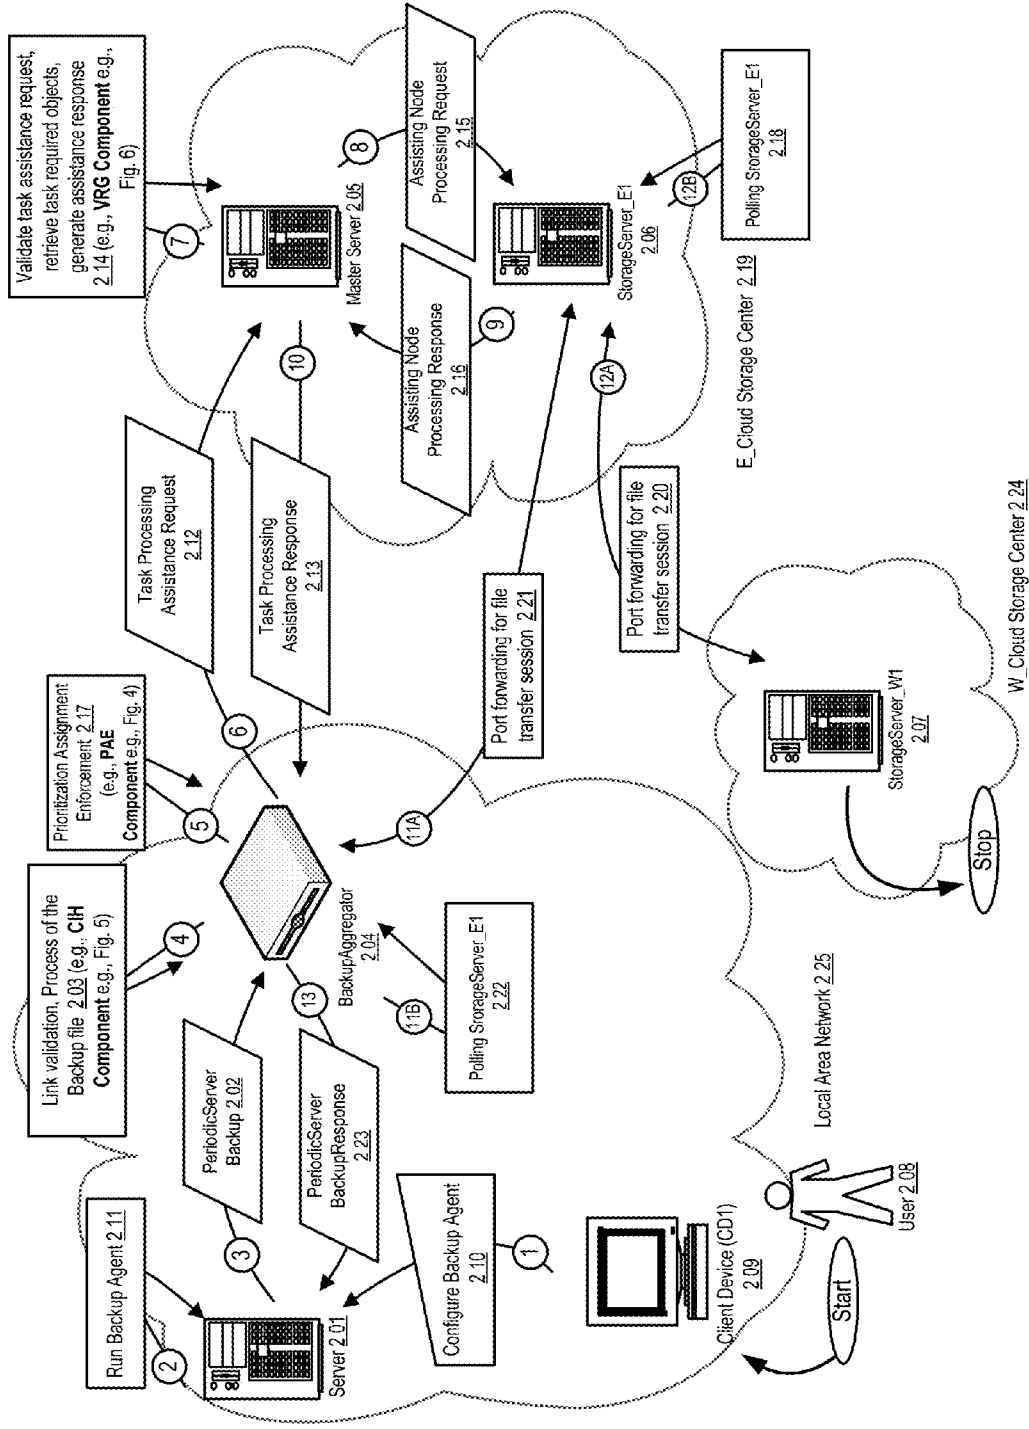 Validate task assistance request,
retrieve task required objects,
generate assistance response
2.14 (e.g., VRG Component e.g.,
Fig. 6)
7
Master Server 2.05
8
Assisting Node
Processing Request
2.15
StorageServer_E1
2.06
12B
Polling SrorageServer_E1
2.18
Assisting Node
Processing Response
2.16
9
10
12A
E_Cloud Storage Center 2.19
Task Processing
Assistance Request
2.12
Task Processing
Assistance Response
2.13
6
Port forwarding for file
transfer session 2.21
Port forwarding for file
transfer session 2.20
StorageServer_W1
2.07
W_Cloud Storage Center 2.24
Stop
Prioritization Assignment
Enforcement 2.17
(e.g., PAE
Component e.g., Fig. 4)
5
11A
Link validation, Process of the
Backup file 2.03 (e.g., CIH
Component e.g., Fig. 5)
4
BackupAggregator
2.04
13
11B
Polling SrorageServer_E1
2.22
PeriodicServer
Backup 2.02
PeriodicServer
BackupResponse
2.23
3
Local Area Network 2.25
Run Backup Agent 2.11
2
Server 2.01
Configure Backup Agent
2.10
1
Client Device (CD1)
2.09
User 2.08
Start